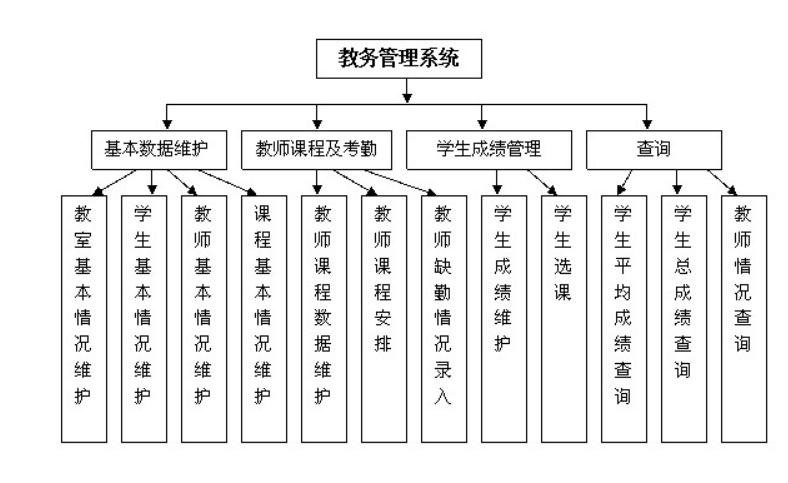 教务管理系统
基本数据维护
教师课程及考勤
学生成绩管理
查询
教室基本情况维护
学生基本情况维护
教师基本情况维护
课程基本情况维护
教师课程数据维护
教师课程安排
教师缺勤情况录入
学生成绩维护
学生选课
学生平均成绩查询
学生总成绩查询
教师情况查询